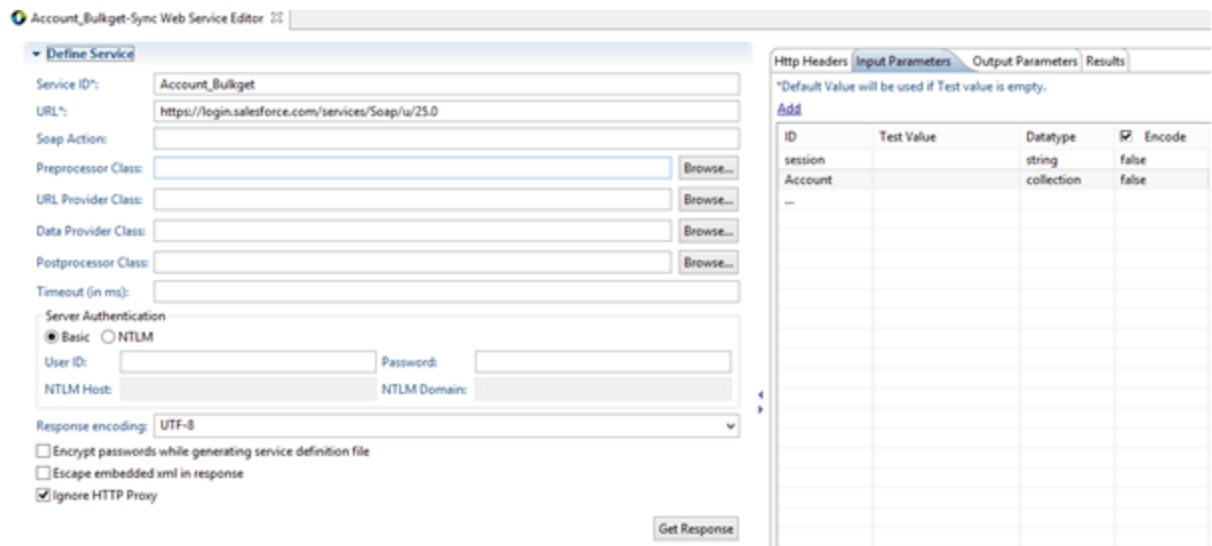 Account_Bulkget-Sync Web Service Editor
Define Service
Service ID*: Account_Bulkget
URL*: https://login.salesforce.com/services/Soap/u/25.0
Soap Action:
Preprocessor Class: Browse...
URL Provider Class: Browse...
Data Provider Class: Browse...
Postprocessor Class: Browse...
Timeout (in ms):
Server Authentication
Basic NTLM
User ID: Password:
NTLM Host: NTLM Domain:
Response encoding: UTF-8
Encrypt passwords while generating service definition file
Escape embedded xml in response
Ignore HTTP Proxy
Get Response
Http Headers Input Parameters Output Parameters Results
*Default Value will be used if Test value is empty.
Add
ID Test Value Datatype Encode
session string false
Account collection false
...